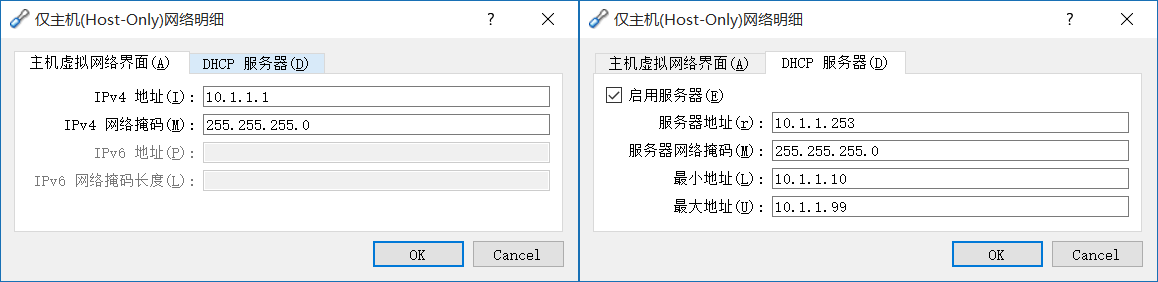 仅主机(Host-Only)网络明细
主机虚拟网络界面(A)
DHCP 服务器(D)
IPv4 地址(I):
10.1.1.1
IPv4 网络掩码(M):
255.255.255.0
IPv6 地址(P):
IPv6 网络掩码长度(L):
OK
Cancel
仅主机(Host-Only)网络明细
主机虚拟网络界面(A)
DHCP 服务器(D)
启用服务器(E)
服务器地址(r):
10.1.1.253
服务器网络掩码(M):
255.255.255.0
最小地址(L):
10.1.1.10
最大地址(U):
10.1.1.99
OK
Cancel